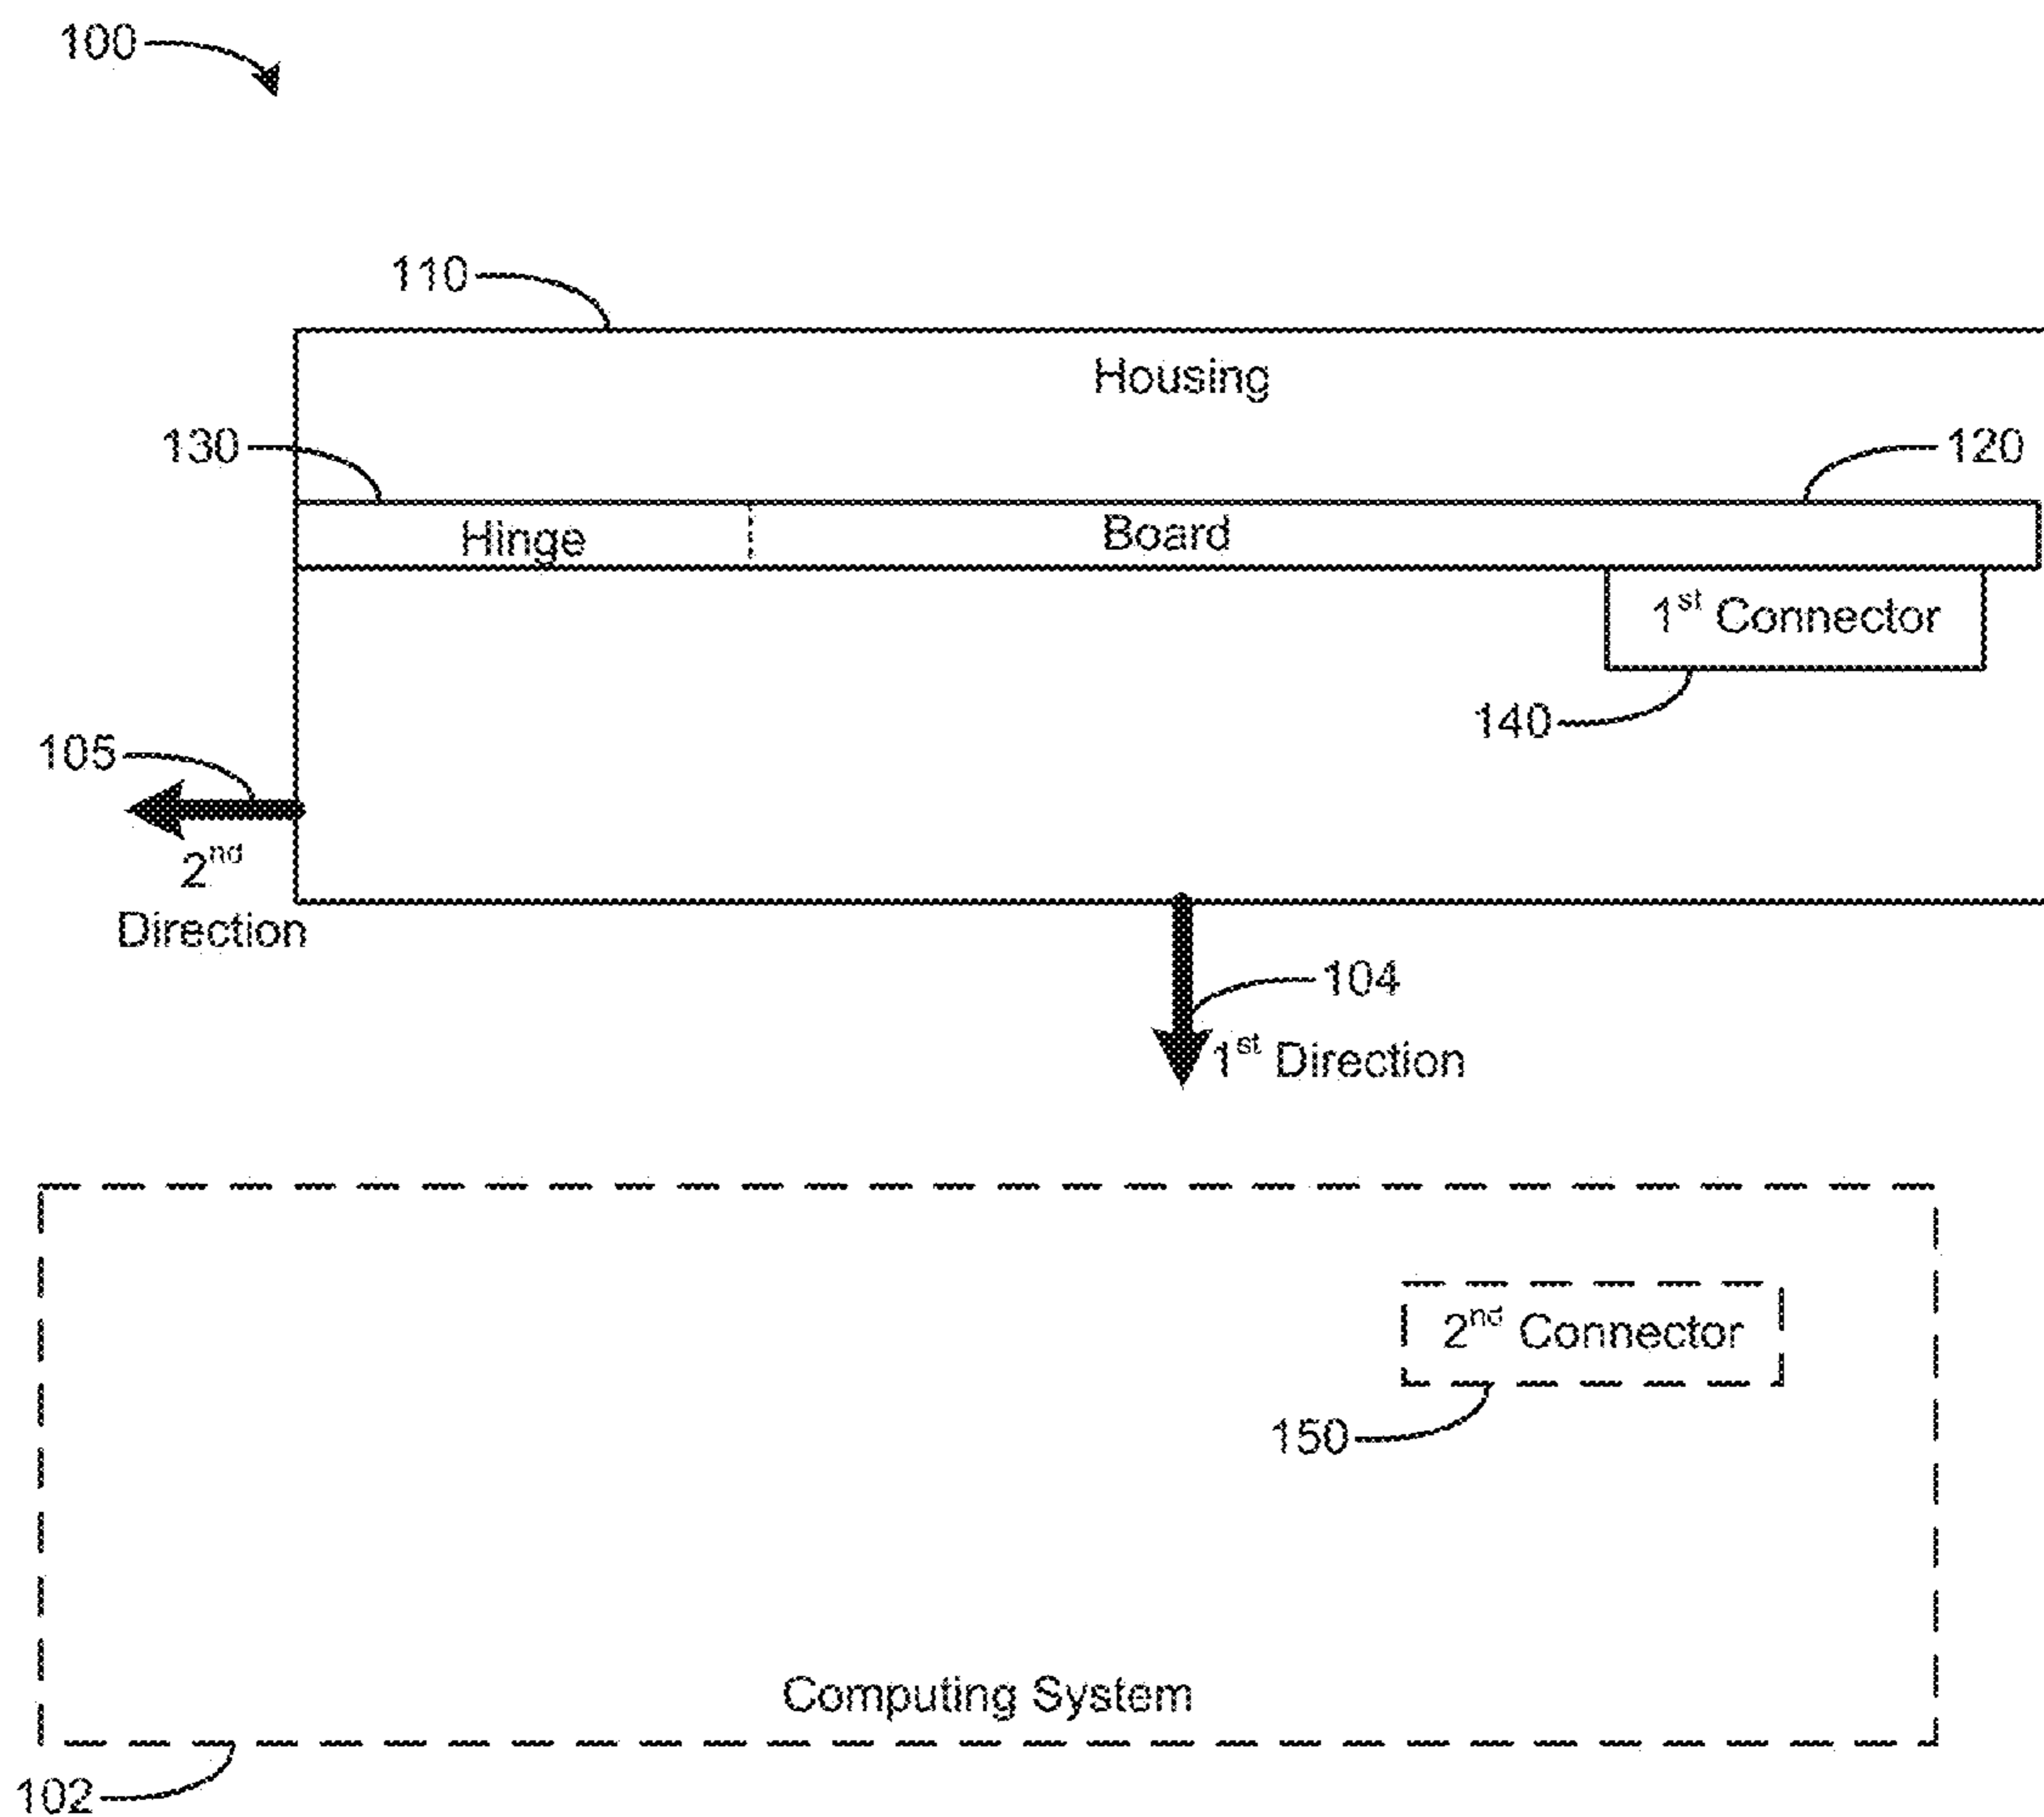 100
110
Housing
130
120
Hinge
Board
1st Connector
140
105
2nd
Direction
104
1st Direction
2nd Connector
150
Computing System
102